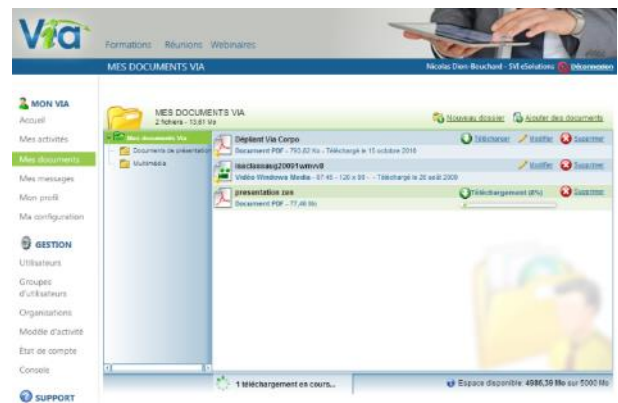 Via
Formations Réunions Webinaires
MES DOCUMENTS VIA
Nicolas Dion-Bouchard - SVI eSolutions Déconnexion
MON VIA
Accueil
Mes activités
Mes documents
Mes messages
Mon profil
Ma configuration
GESTION
Utilisateurs
Groupes
d'utilisateurs
Organisations
Modèle d'activité
État de compte
Console
SUPPORT
MES DOCUMENTS VIA
2 fichiers - 13,61 Mo
Nouveau dossier Ajouter des documents
Mes documents Via
Documents de présentation
Multimédia
Dépliant Via Corpo
Document PDF - 793,82 Ko - Téléchargé le 15 octobre 2016
Télécharger Modifier Supprimer
Vidéo Windows Media - 07:45 - 120 x 90 - - Téléchargé le 26 août 2009
Modifier Supprimer
presentation zen
Document PDF - 77,46 Mo
Téléchargement (8%) Supprimer
1 téléchargement en cours...
Espace disponible: 4986,39 Mo sur 5000 Mo